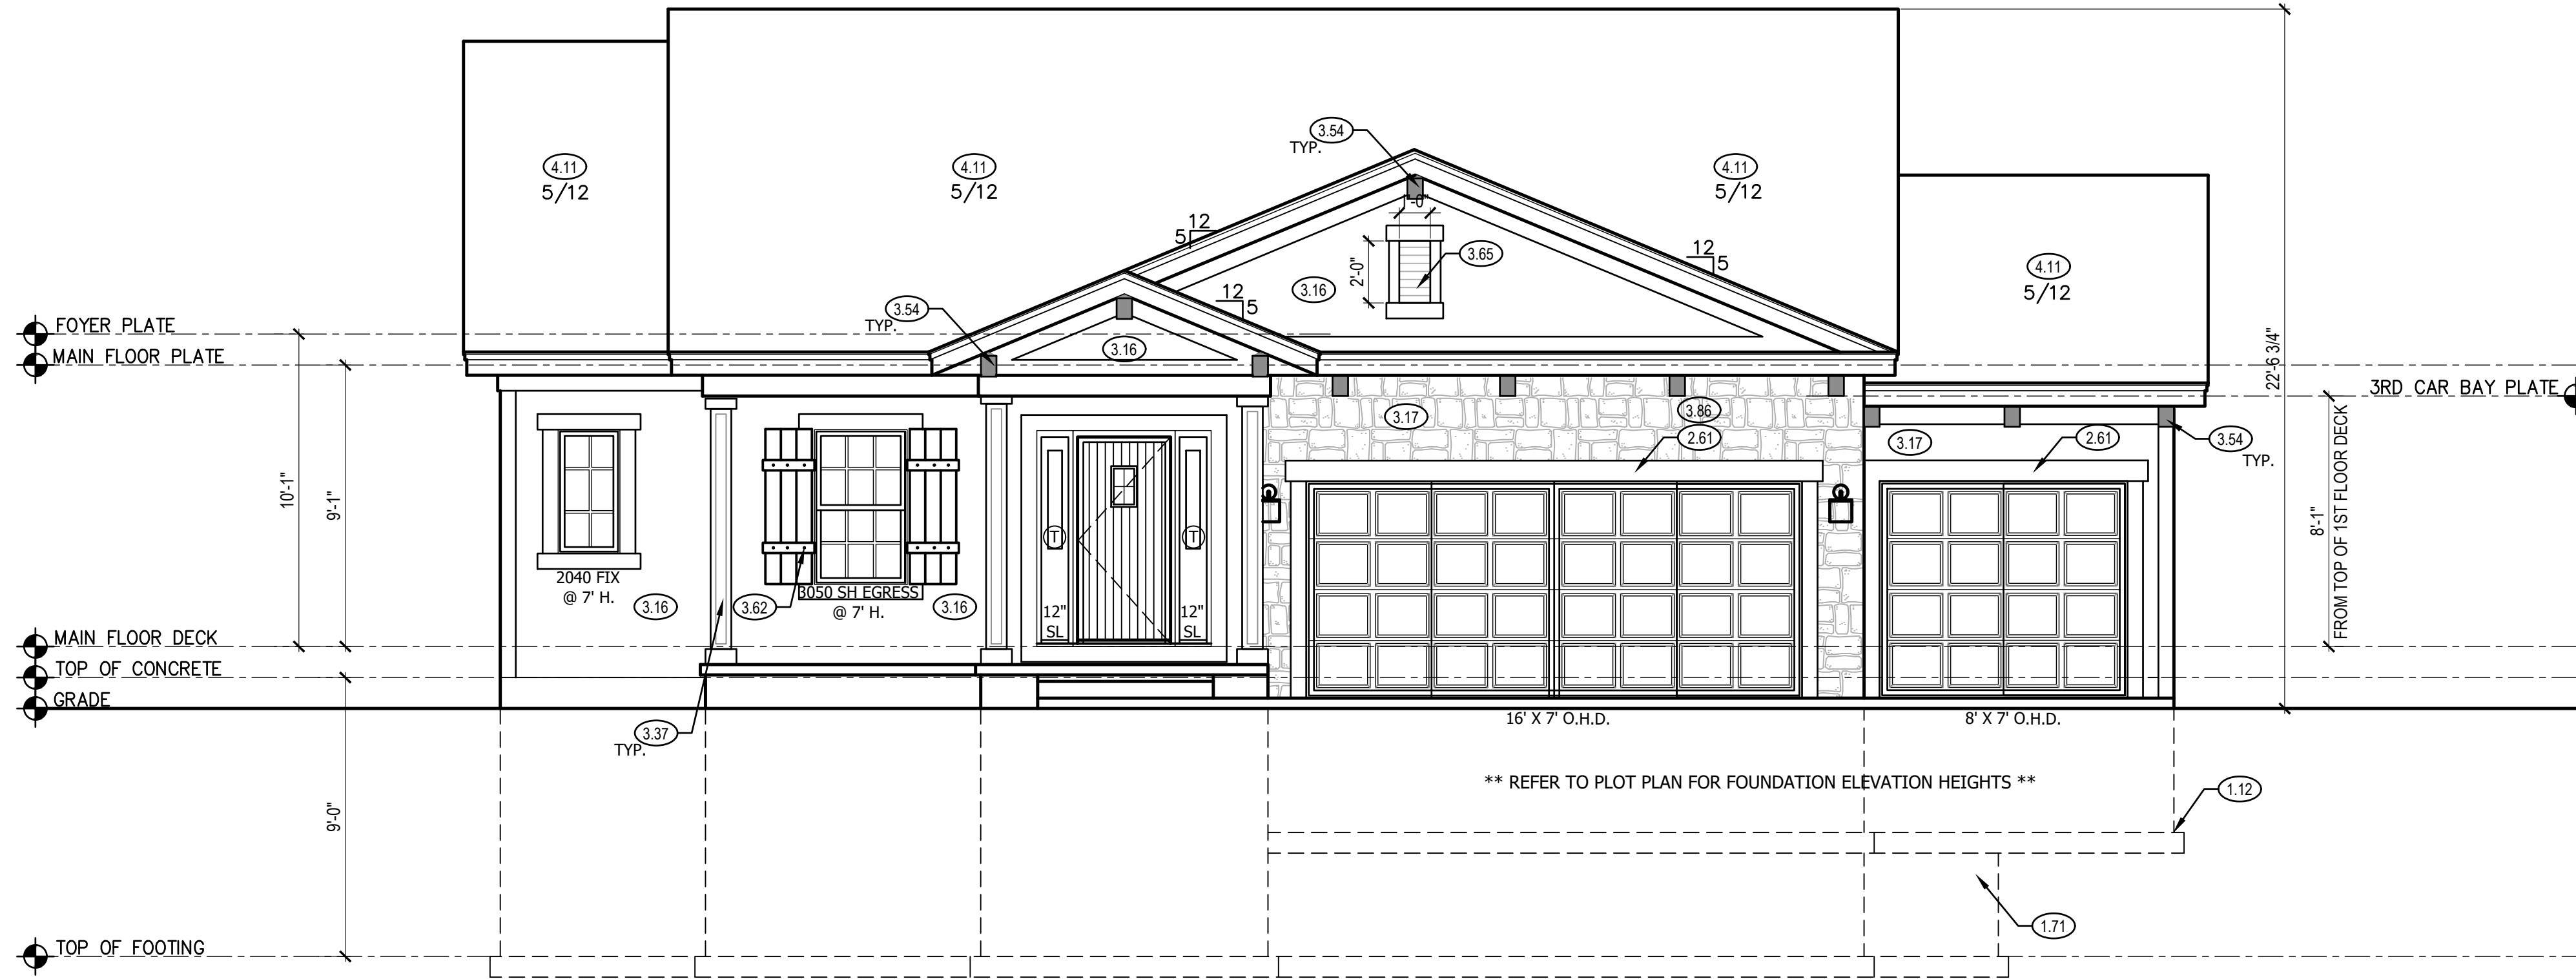 3.54
TYP.
4.11
5/12
4.11
5/12
4.11
5/12
12
5
12
5
2'-0"
3.65
3.16
4.11
5/12
12
5
3.54
TYP.
3.16
FOYER PLATE
MAIN FLOOR PLATE
22'-6 3/4"
3RD CAR BAY PLATE
3.17
3.86
2.61
3.17
2.61
3.54
TYP.
10'-1"
9'-1"
8'-1"
FROM TOP OF 1ST FLOOR DECK
T
T
2040 FIX
@ 7' H.
3.16
3.62
3050 SH EGRESS
@ 7' H.
3.16
12"
SL
12"
SL
MAIN FLOOR DECK
TOP OF CONCRETE
GRADE
3.37
TYP.
16' X 7' O.H.D.
8' X 7' O.H.D.
9'-0"
** REFER TO PLOT PLAN FOR FOUNDATION ELEVATION HEIGHTS **
1.12
1.71
TOP OF FOOTING